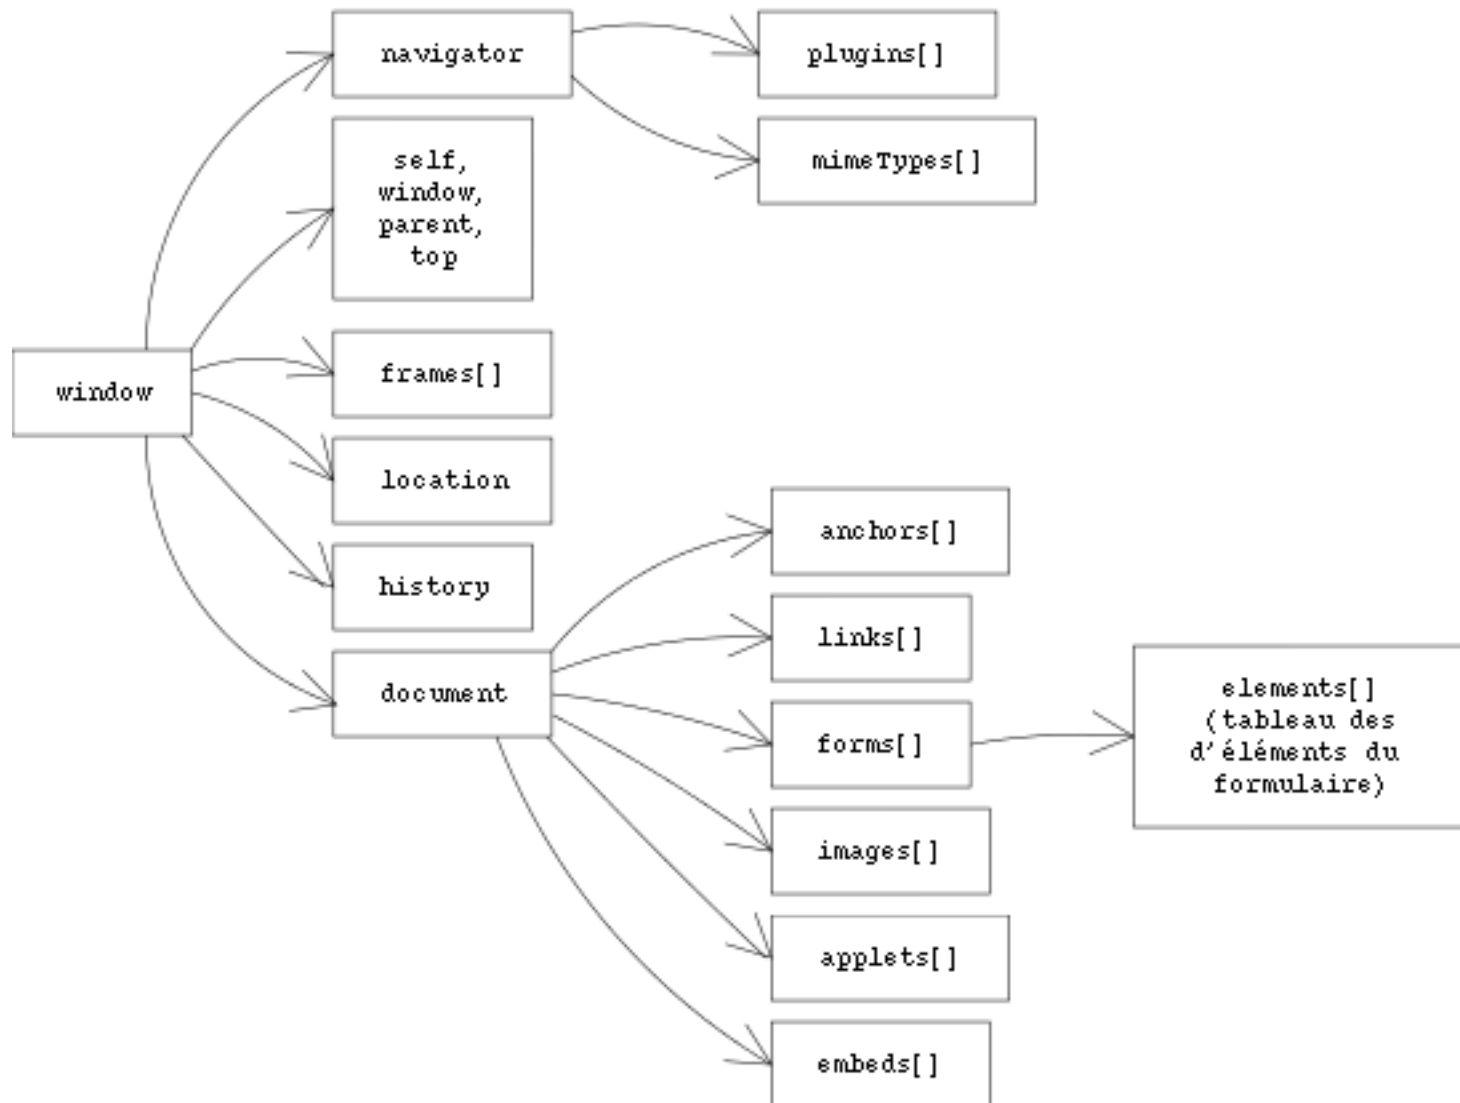 navigator
plugins[]
mimeTypes[]
self,
window,
parent,
top
window
frames[]
location
history
document
anchors[]
links[]
forms[]
elements[]
(tableau des
d'éléments du
formulaire)
images[]
applets[]
embeds[]